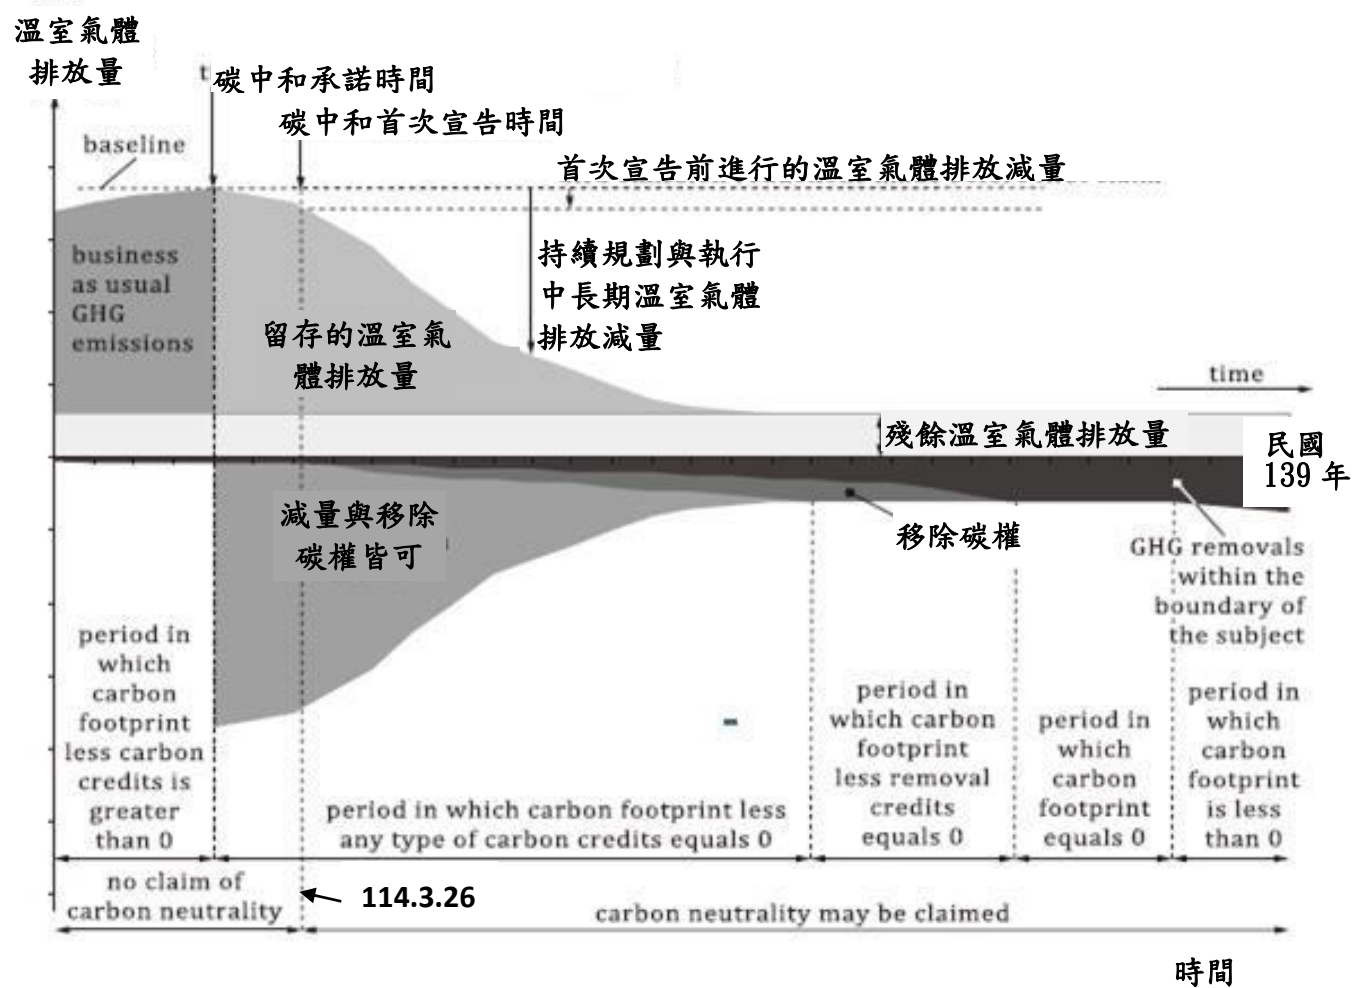 溫室氣體
排放量
t
碳中和承諾時間
碳中和首次宣告時間
baseline
首次宣告前進行的溫室氣體排放減量
business
as usual
GHG
emissions
持續規劃與執行
中長期溫室氣體
排放減量
留存的溫室氣
體排放量
time
殘餘溫室氣體排放量
民國
139 年
減量與移除
碳權皆可
移除碳權
GHG removals
within the
boundary of
the subject
period in
which
carbon
footprint
less carbon
credits is
greater
than 0
period in which carbon footprint less
any type of carbon credits equals 0
period in
which carbon
footprint
less removal
credits
equals 0
period in
which
carbon
footprint
equals 0
period in
which
carbon
footprint
is less
than 0
no claim of
carbon neutrality
114.3.26
carbon neutrality may be claimed
時間